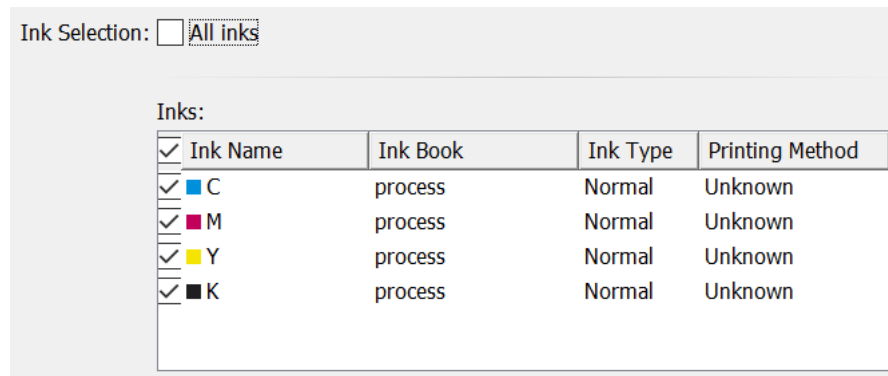 Ink Selection: All inks
Inks:
Ink Name Ink Book Ink Type Printing Method
C process Normal Unknown
M process Normal Unknown
Y process Normal Unknown
K process Normal Unknown